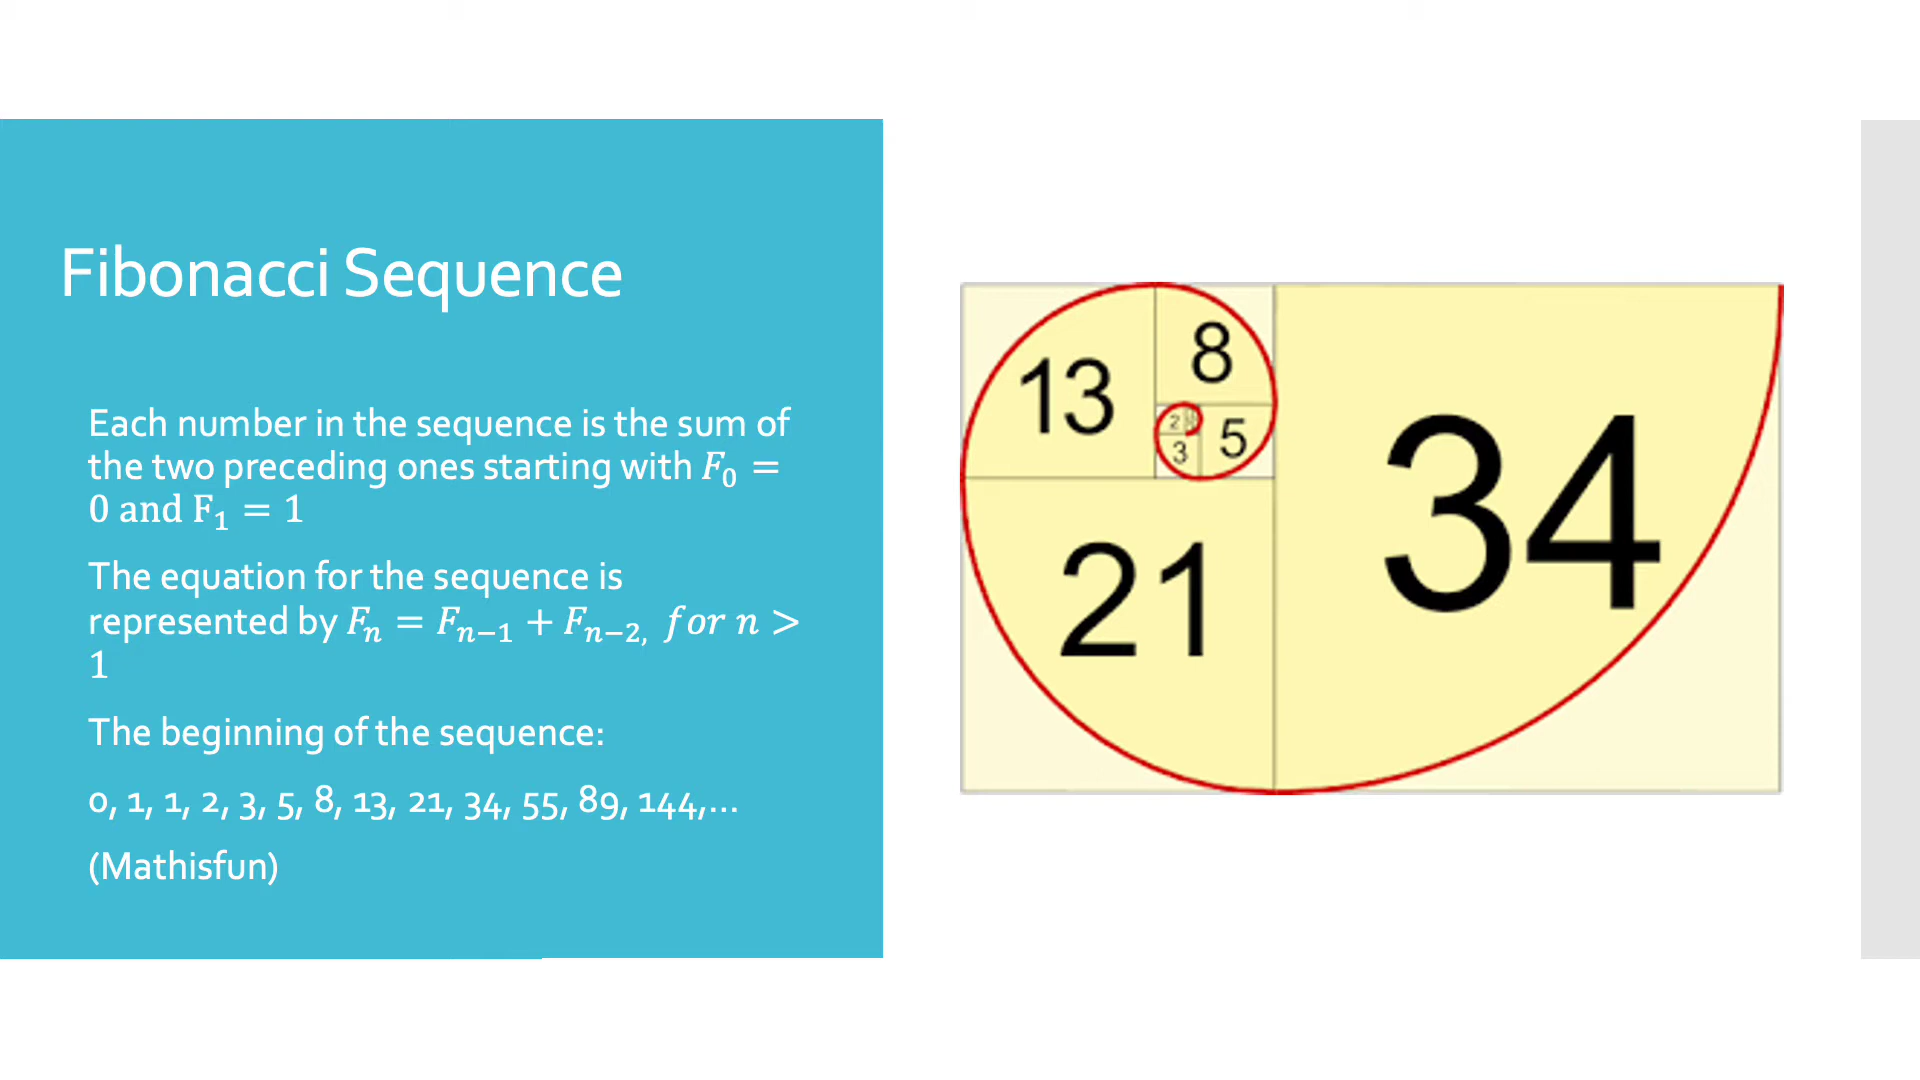 Fibonacci Sequence
Each number in the sequence is the sum of
the two preceding ones starting with F₀ =
0 and F₁ = 1
The equation for the sequence is
represented by Fₙ = Fₙ₋₁ + Fₙ₋₂, for n >
1
The beginning of the sequence:
0, 1, 1, 2, 3, 5, 8, 13, 21, 34, 55, 89, 144,...
(Mathisfun)
13
8
2
3
5
21
34